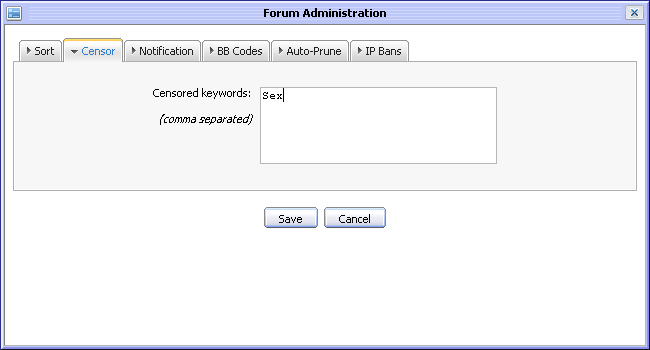 Forum Administration
Sort Censor Notification BB Codes Auto-Prune IP Bans
Censored keywords: Sex
(comma separated)
Save Cancel